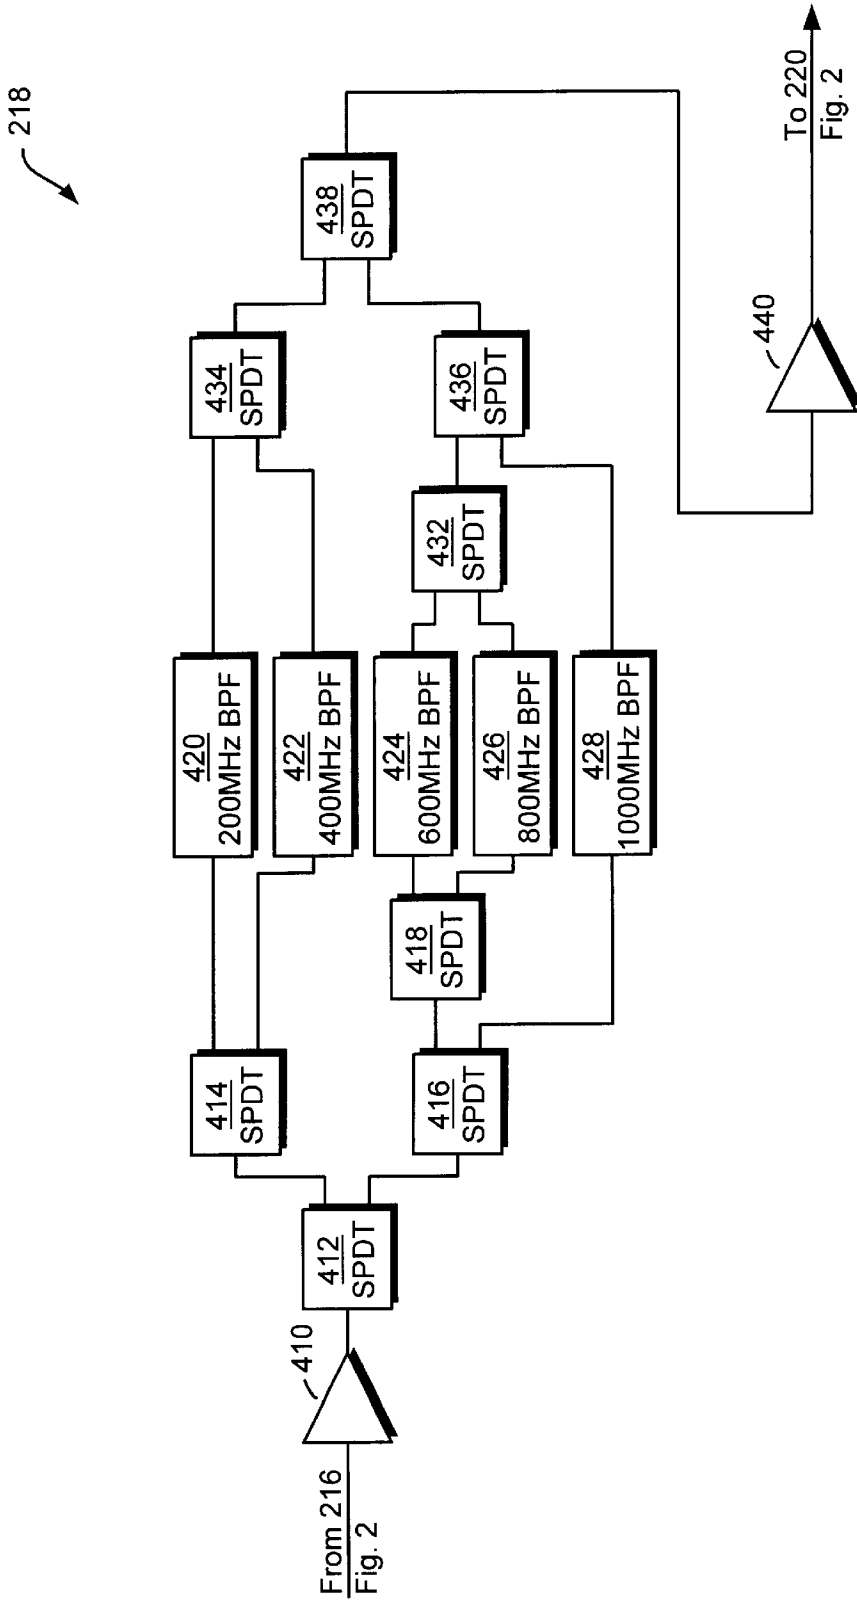 218
From 216
Fig. 2
410
412
SPDT
414
SPDT
416
SPDT
418
SPDT
420
200MHz BPF
422
400MHz BPF
424
600MHz BPF
426
800MHz BPF
428
1000MHz BPF
432
SPDT
434
SPDT
436
SPDT
438
SPDT
440
To 220
Fig. 2